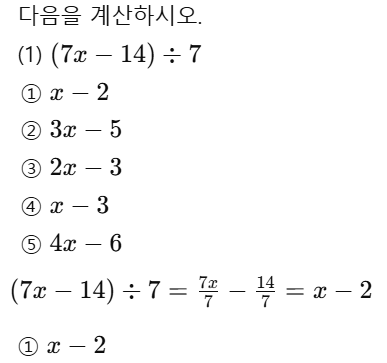 다음을 계산하시오.
(1) (7x − 14) ÷ 7
① x − 2
② 3x − 5
③ 2x − 3
④ x − 3
⑤ 4x − 6
(7x − 14) ÷ 7 = 7x/7 − 14/7 = x − 2
① x − 2